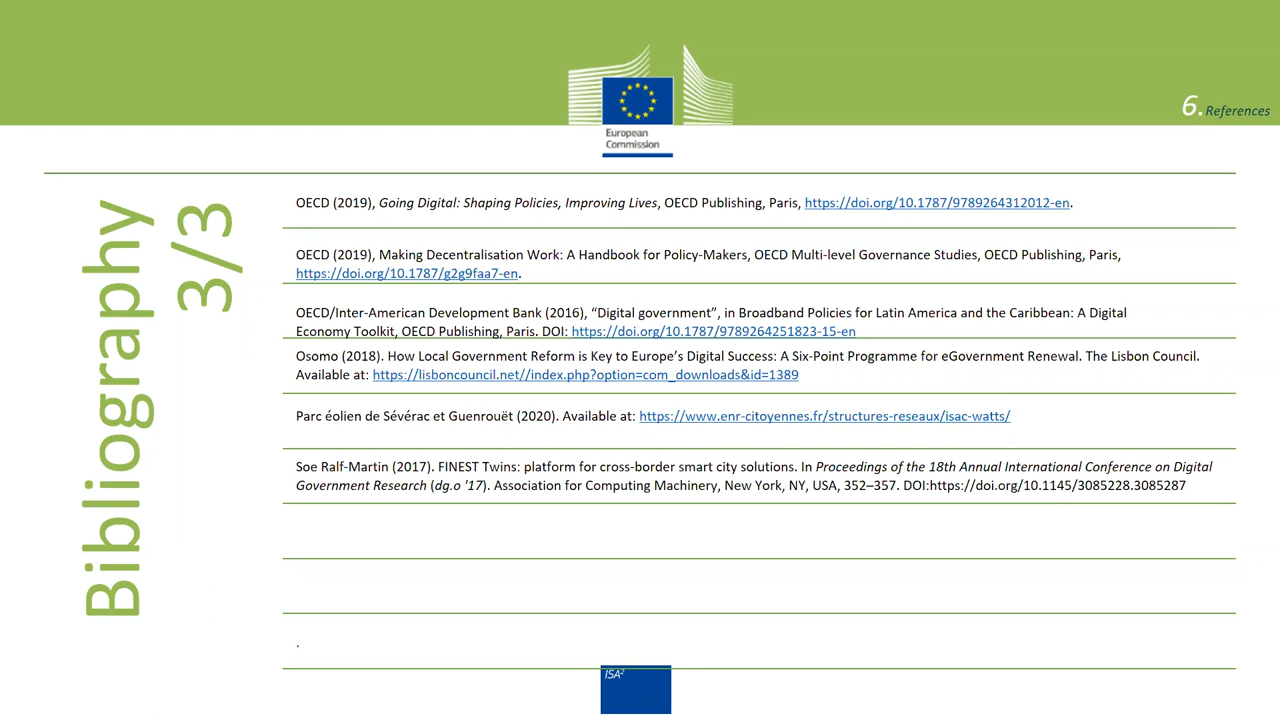 European
Commission
6.References
Bibliography
3/3
OECD (2019), Going Digital: Shaping Policies, Improving Lives, OECD Publishing, Paris, https://doi.org/10.1787/9789264312012-en.
OECD (2019), Making Decentralisation Work: A Handbook for Policy-Makers, OECD Multi-level Governance Studies, OECD Publishing, Paris,
https://doi.org/10.1787/g2g9faa7-en.
OECD/Inter-American Development Bank (2016), “Digital government”, in Broadband Policies for Latin America and the Caribbean: A Digital
Economy Toolkit, OECD Publishing, Paris. DOI: https://doi.org/10.1787/9789264251823-15-en
Osomo (2018). How Local Government Reform is Key to Europe’s Digital Success: A Six-Point Programme for eGovernment Renewal. The Lisbon Council.
Available at: https://lisboncouncil.net//index.php?option=com_downloads&id=1389
Parc éolien de Sévérac et Guenrouët (2020). Available at: https://www.enr-citoyennes.fr/structures-reseaux/isac-watts/
Soe Ralf-Martin (2017). FINEST Twins: platform for cross-border smart city solutions. In Proceedings of the 18th Annual International Conference on Digital
Government Research (dg.o '17). Association for Computing Machinery, New York, NY, USA, 352–357. DOI:https://doi.org/10.1145/3085228.3085287
.
ISA²